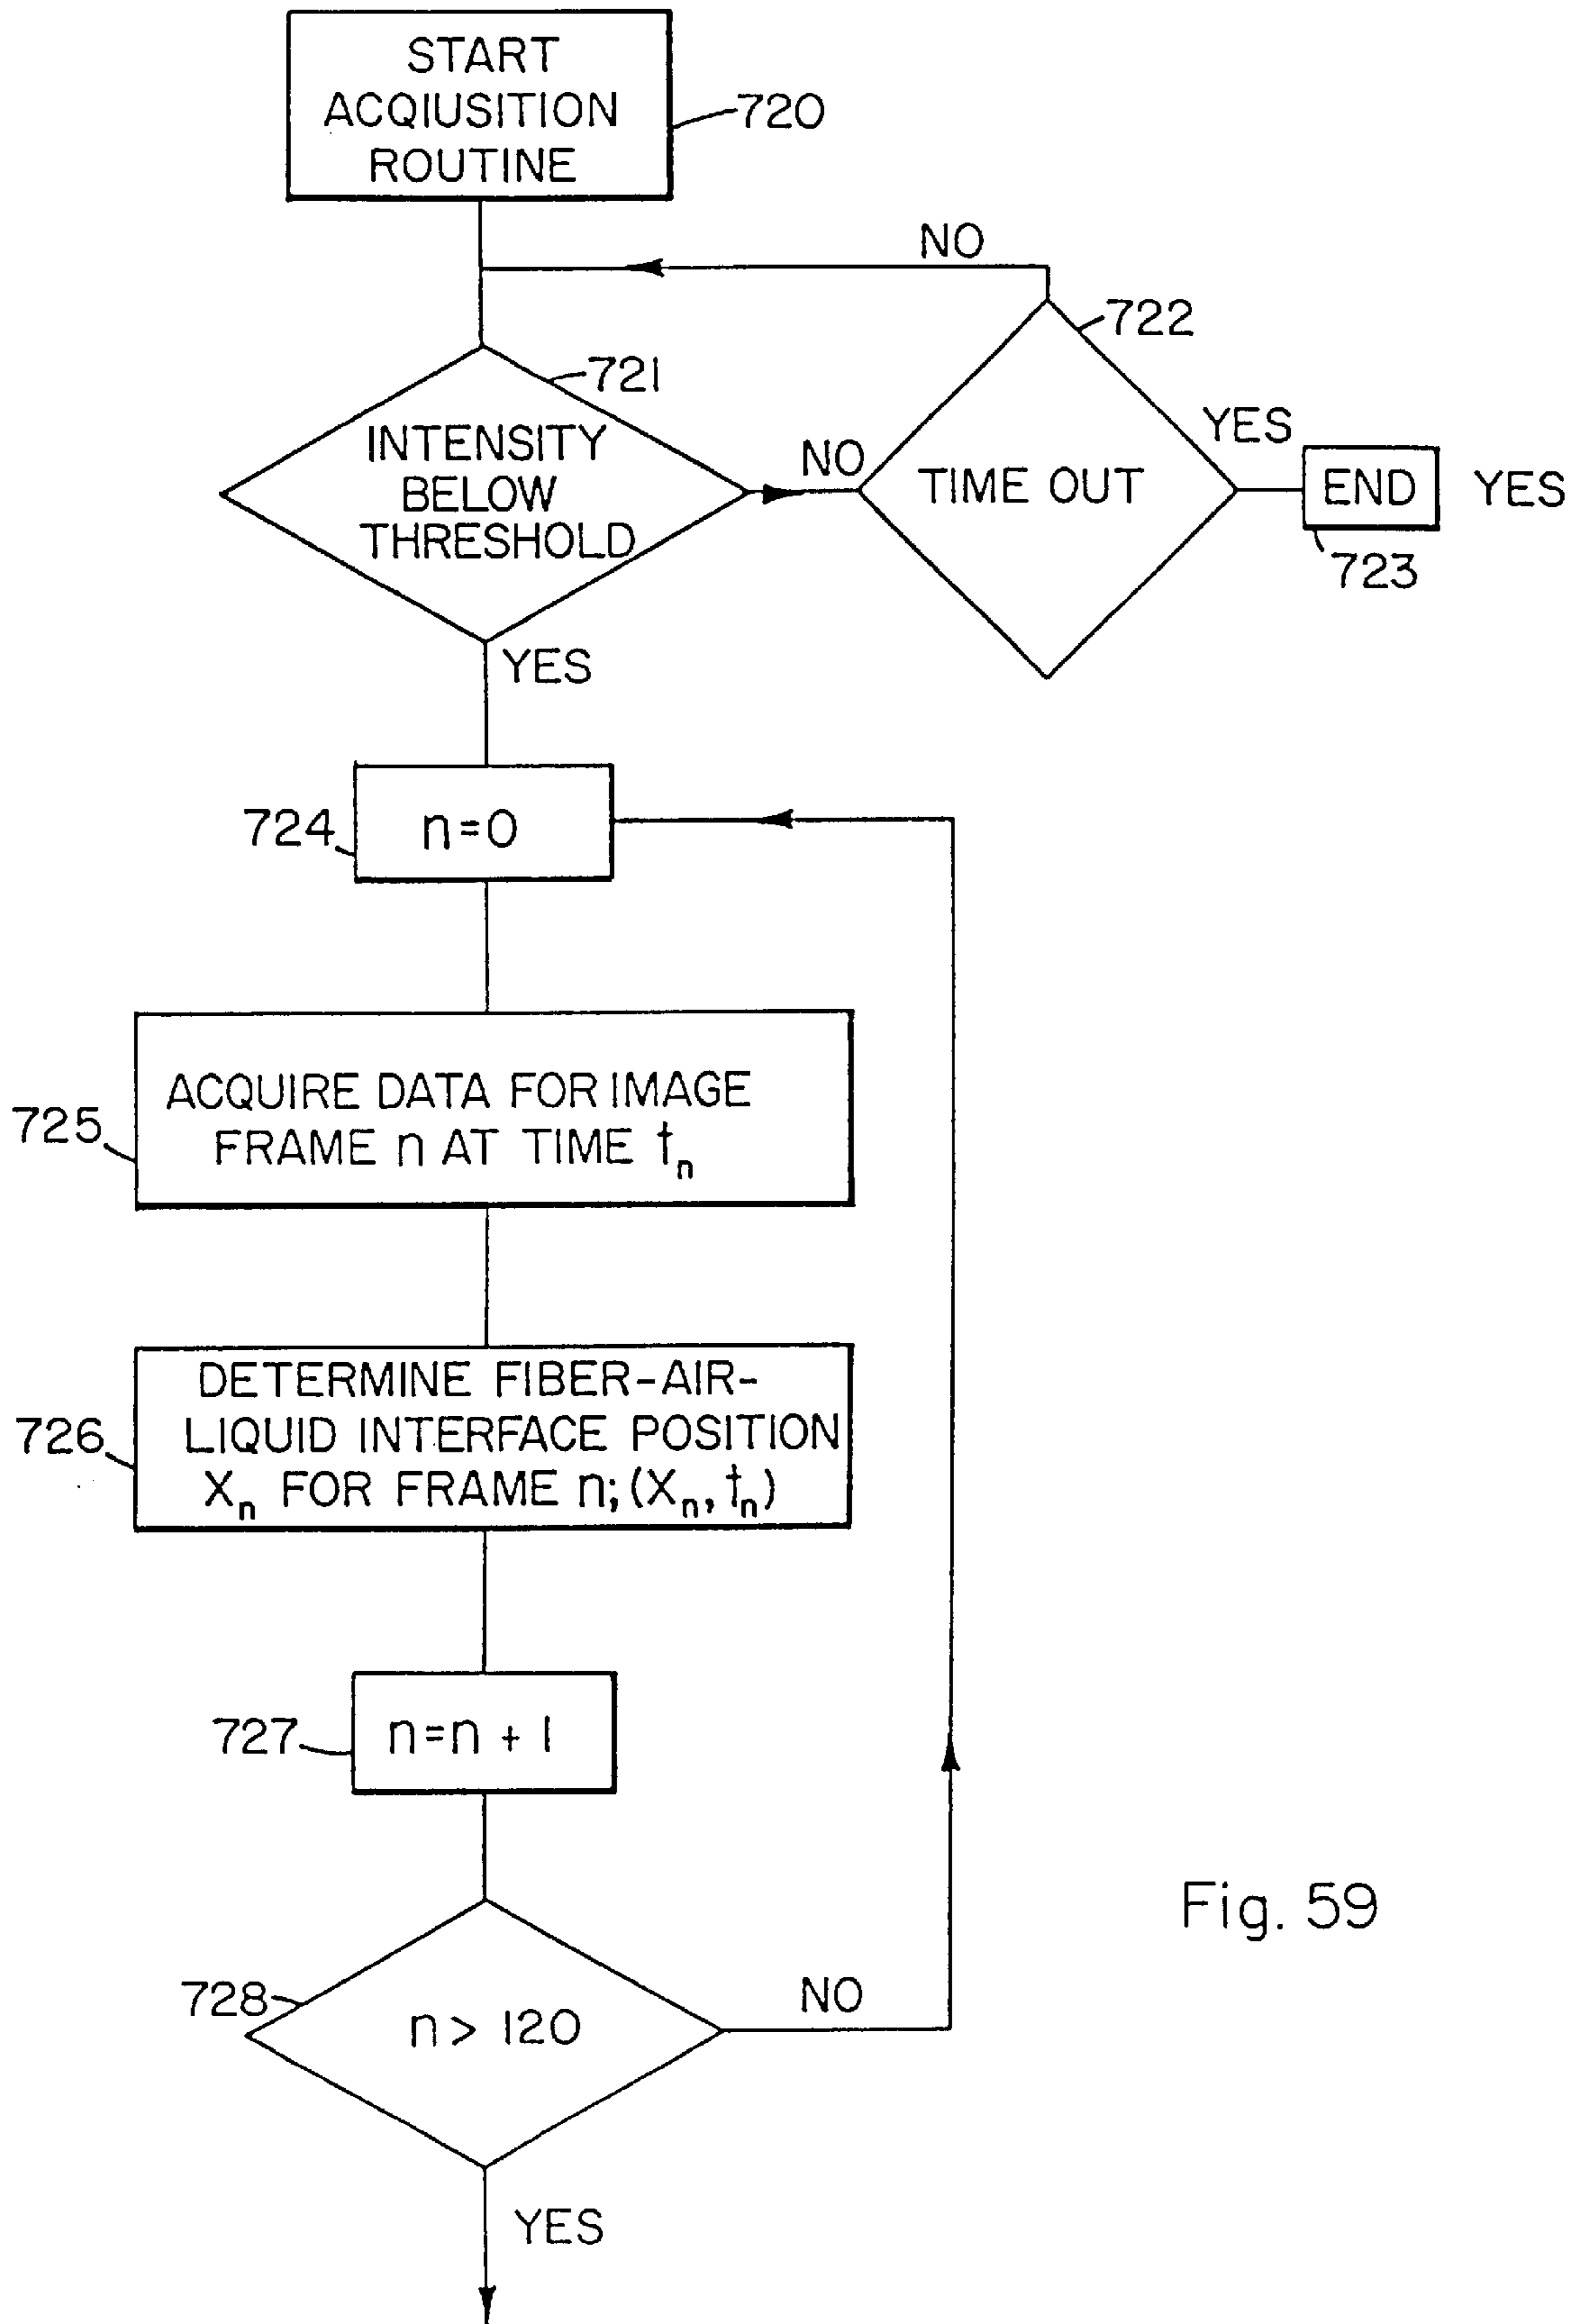 START
ACQIUSITION
ROUTINE
720
NO
722
721
INTENSITY
BELOW
THRESHOLD
NO
TIME OUT
YES
END
YES
723
YES
724
n=0
725
ACQUIRE DATA FOR IMAGE
FRAME n AT TIME tₙ
726
DETERMINE FIBER-AIR-
LIQUID INTERFACE POSITION
Xₙ FOR FRAME n; (Xₙ, tₙ)
727
n=n + 1
728
n > 120
NO
YES
Fig. 59